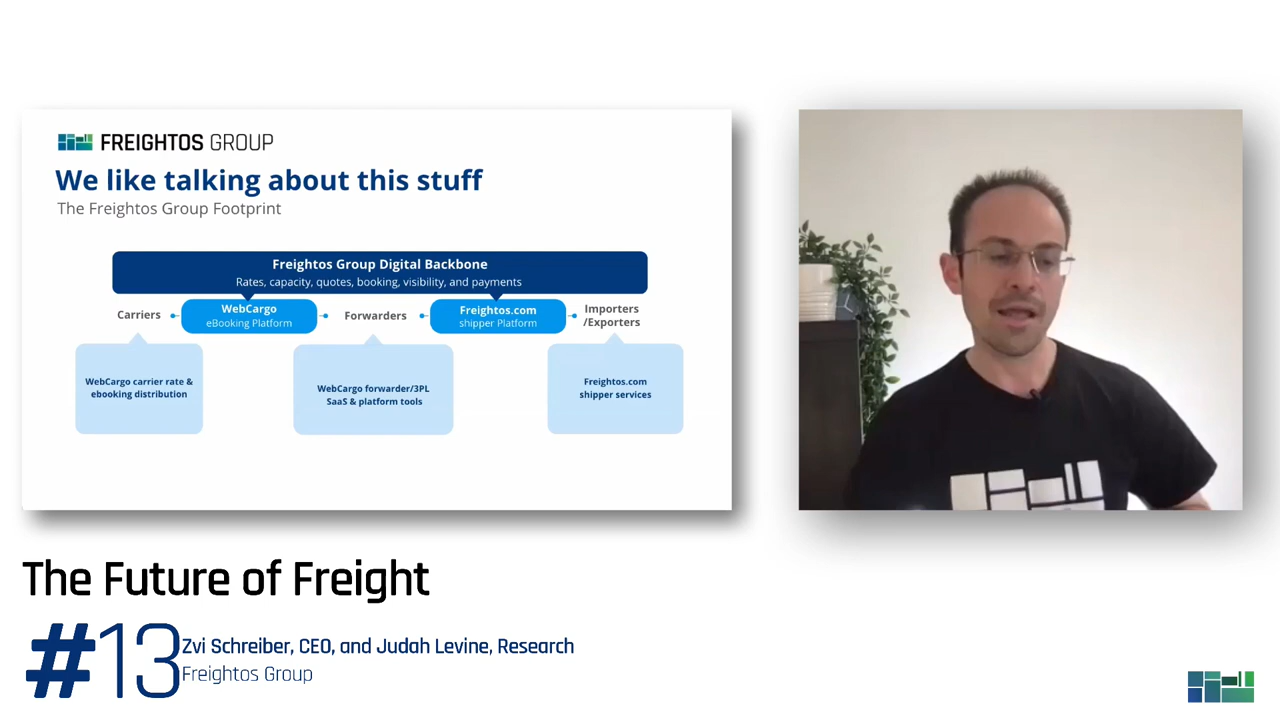 FREIGHTOS GROUP
We like talking about this stuff
The Freightos Group Footprint
Freightos Group Digital Backbone
Rates, capacity, quotes, booking, visibility, and payments
Carriers
WebCargo
eBooking Platform
Forwarders
Freightos.com
shipper Platform
Importers
/Exporters
WebCargo carrier rate &
ebooking distribution
WebCargo forwarder/3PL
SaaS & platform tools
Freightos.com
shipper services
The Future of Freight
#13
Zvi Schreiber, CEO, and Judah Levine, Research
Freightos Group